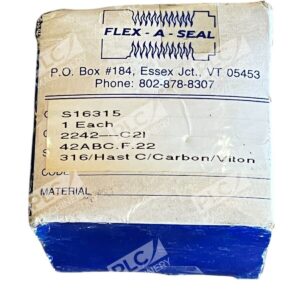 FLEX-A-SEAL
P.O. Box #184, Essex Jct., VT 05453
Phone: 802-878-8307
S16315
1 Each
2242---C2I
42ABC.F.22
316/Hast C/Carbon/Viton
CODE
MATERIAL
PLC